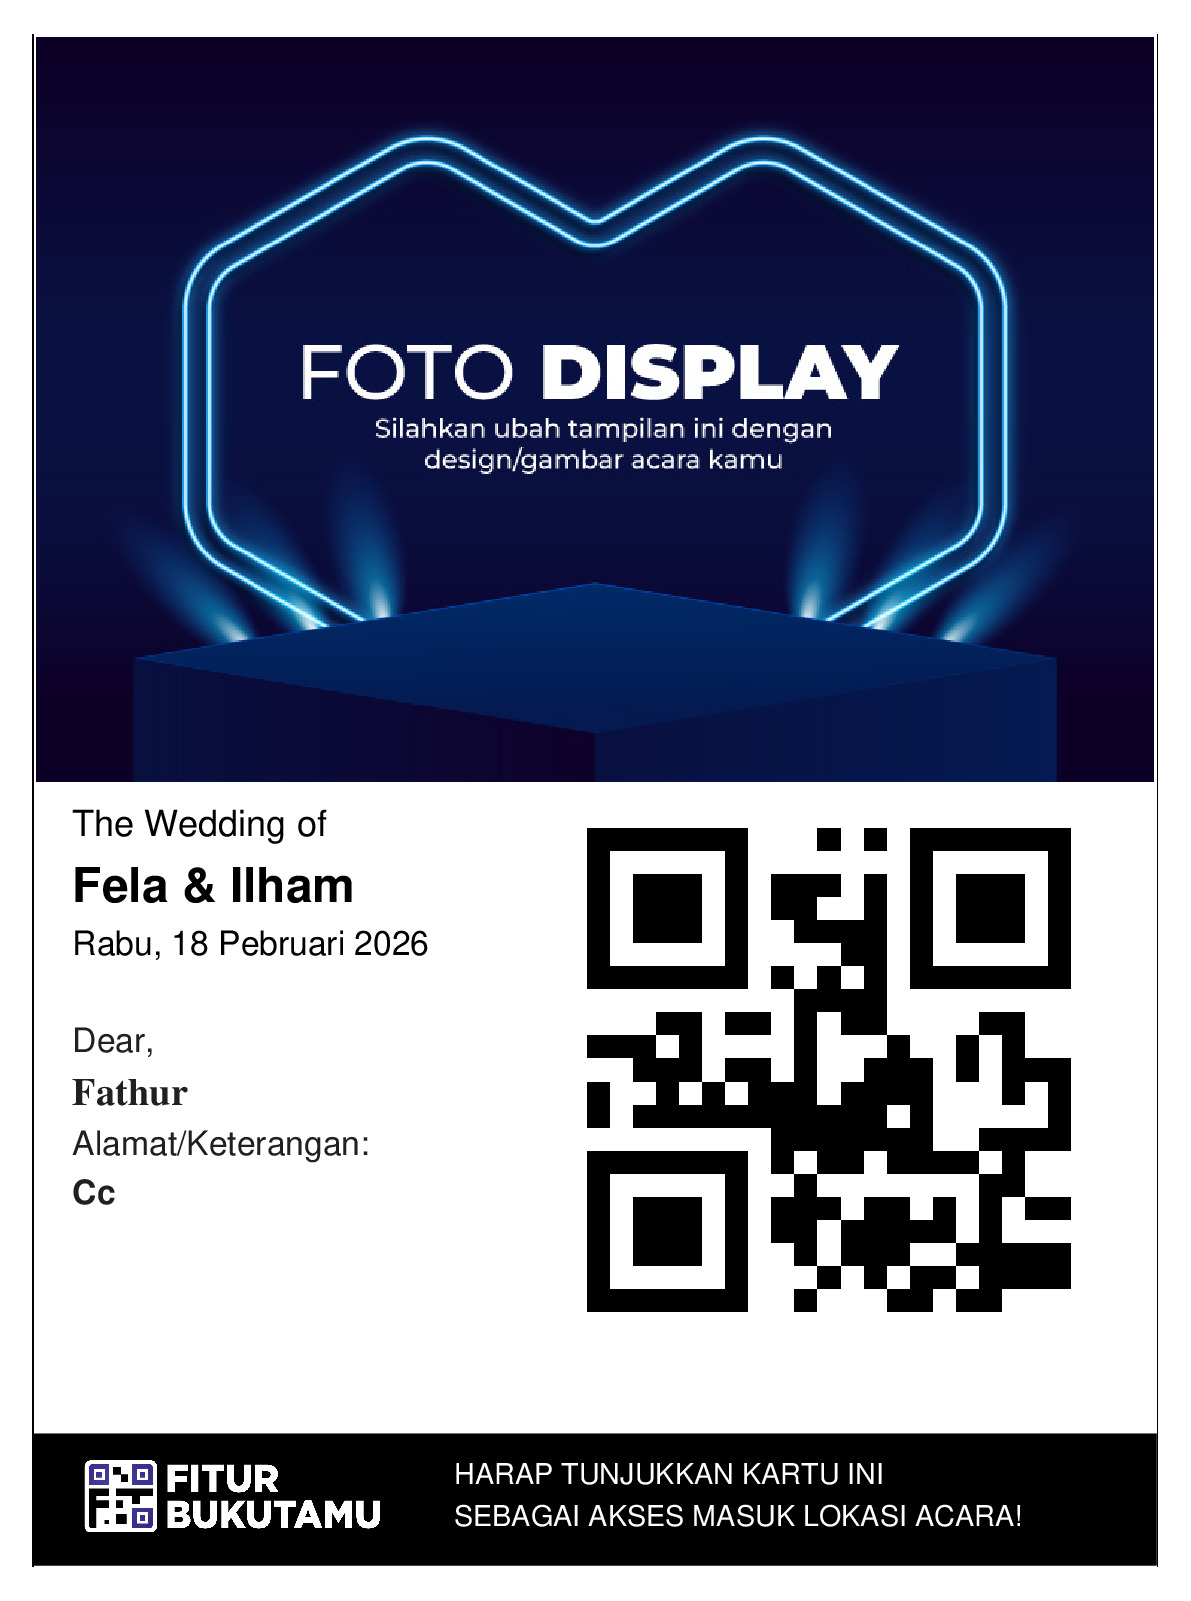 FOTO DISPLAY
Silahkan ubah tampilan ini dengan
design/gambar acara kamu
The Wedding of
Fela & Ilham
Rabu, 18 Pebruari 2026
Dear,
Fathur
Alamat/Keterangan:
Cc
FITUR
BUKUTAMU
HARAP TUNJUKKAN KARTU INI
SEBAGAI AKSES MASUK LOKASI ACARA!